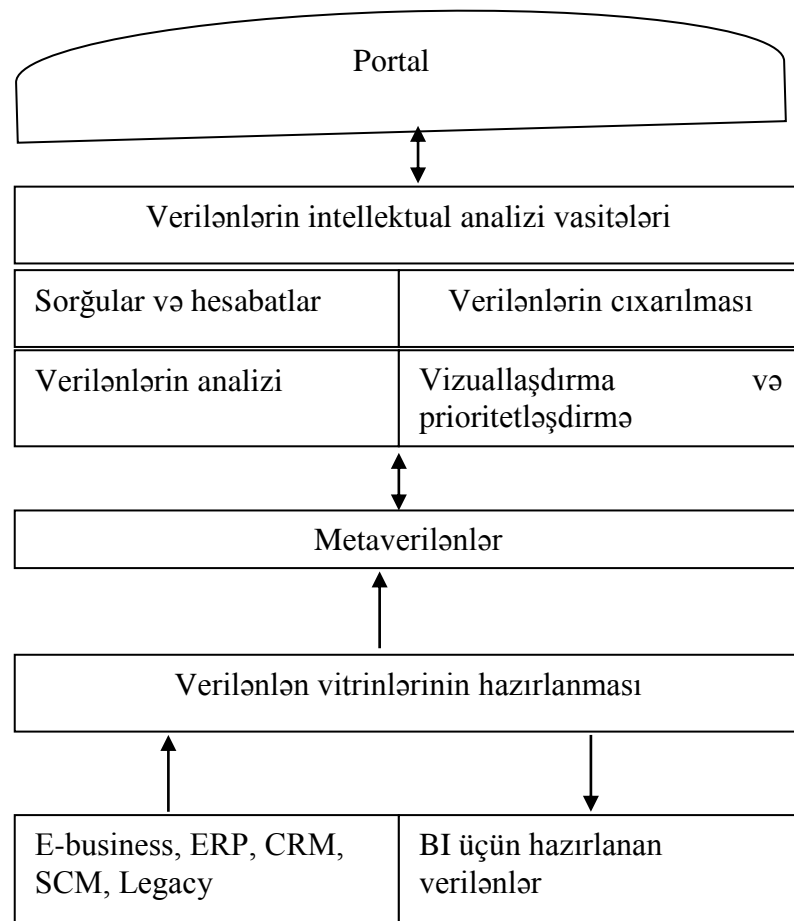 Portal
Verilənlərin intellektual analizi vasitələri
Sorğular və hesabatlar
Verilənlərin cıxarılması
Verilənlərin analizi
Vizuallaşdırma və
prioritetləşdirmə
Metaverilənlər
Verilənlən vitrinlərinin hazırlanması
E-business, ERP, CRM,
SCM, Legacy
BI üçün hazırlanan
verilənlər